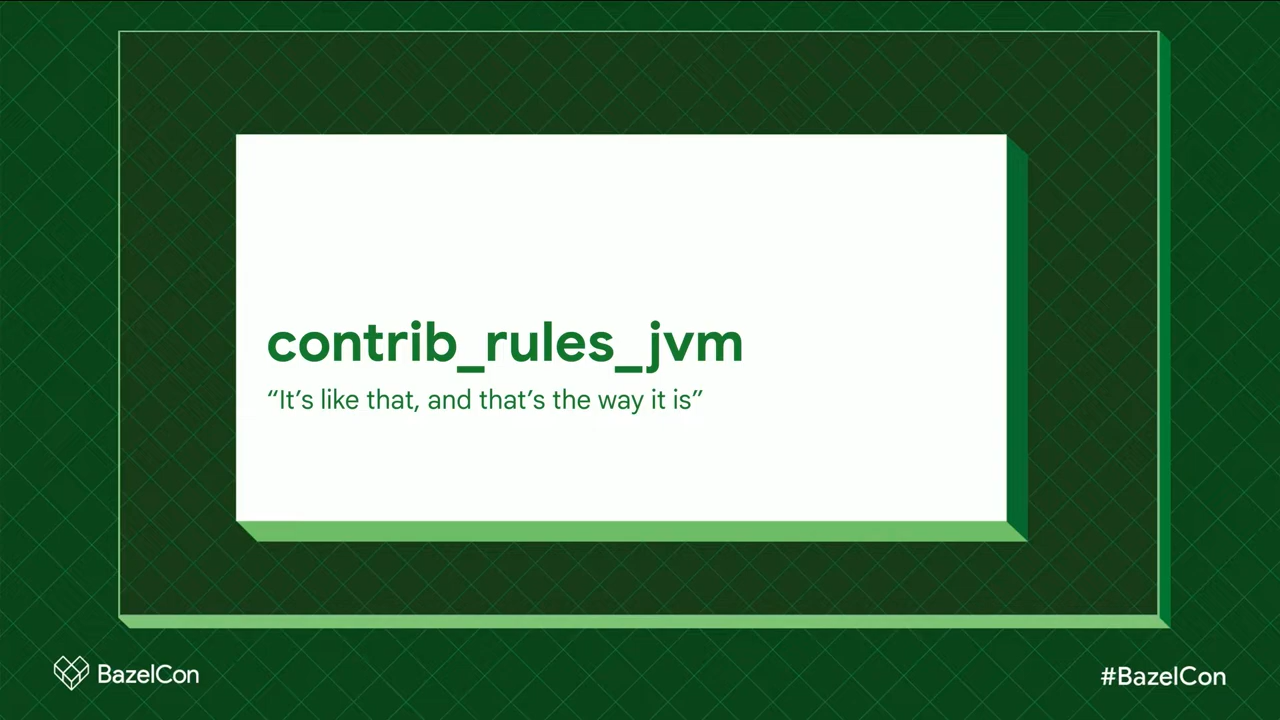 contrib_rules_jvm
“It’s like that, and that’s the way it is”
BazelCon
#BazelCon